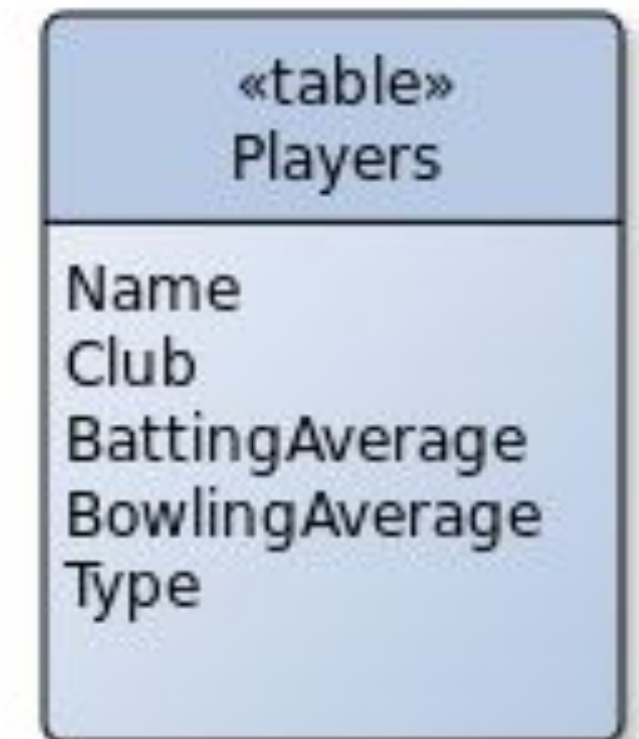 «table»
Players
Name
Club
BattingAverage
BowlingAverage
Type